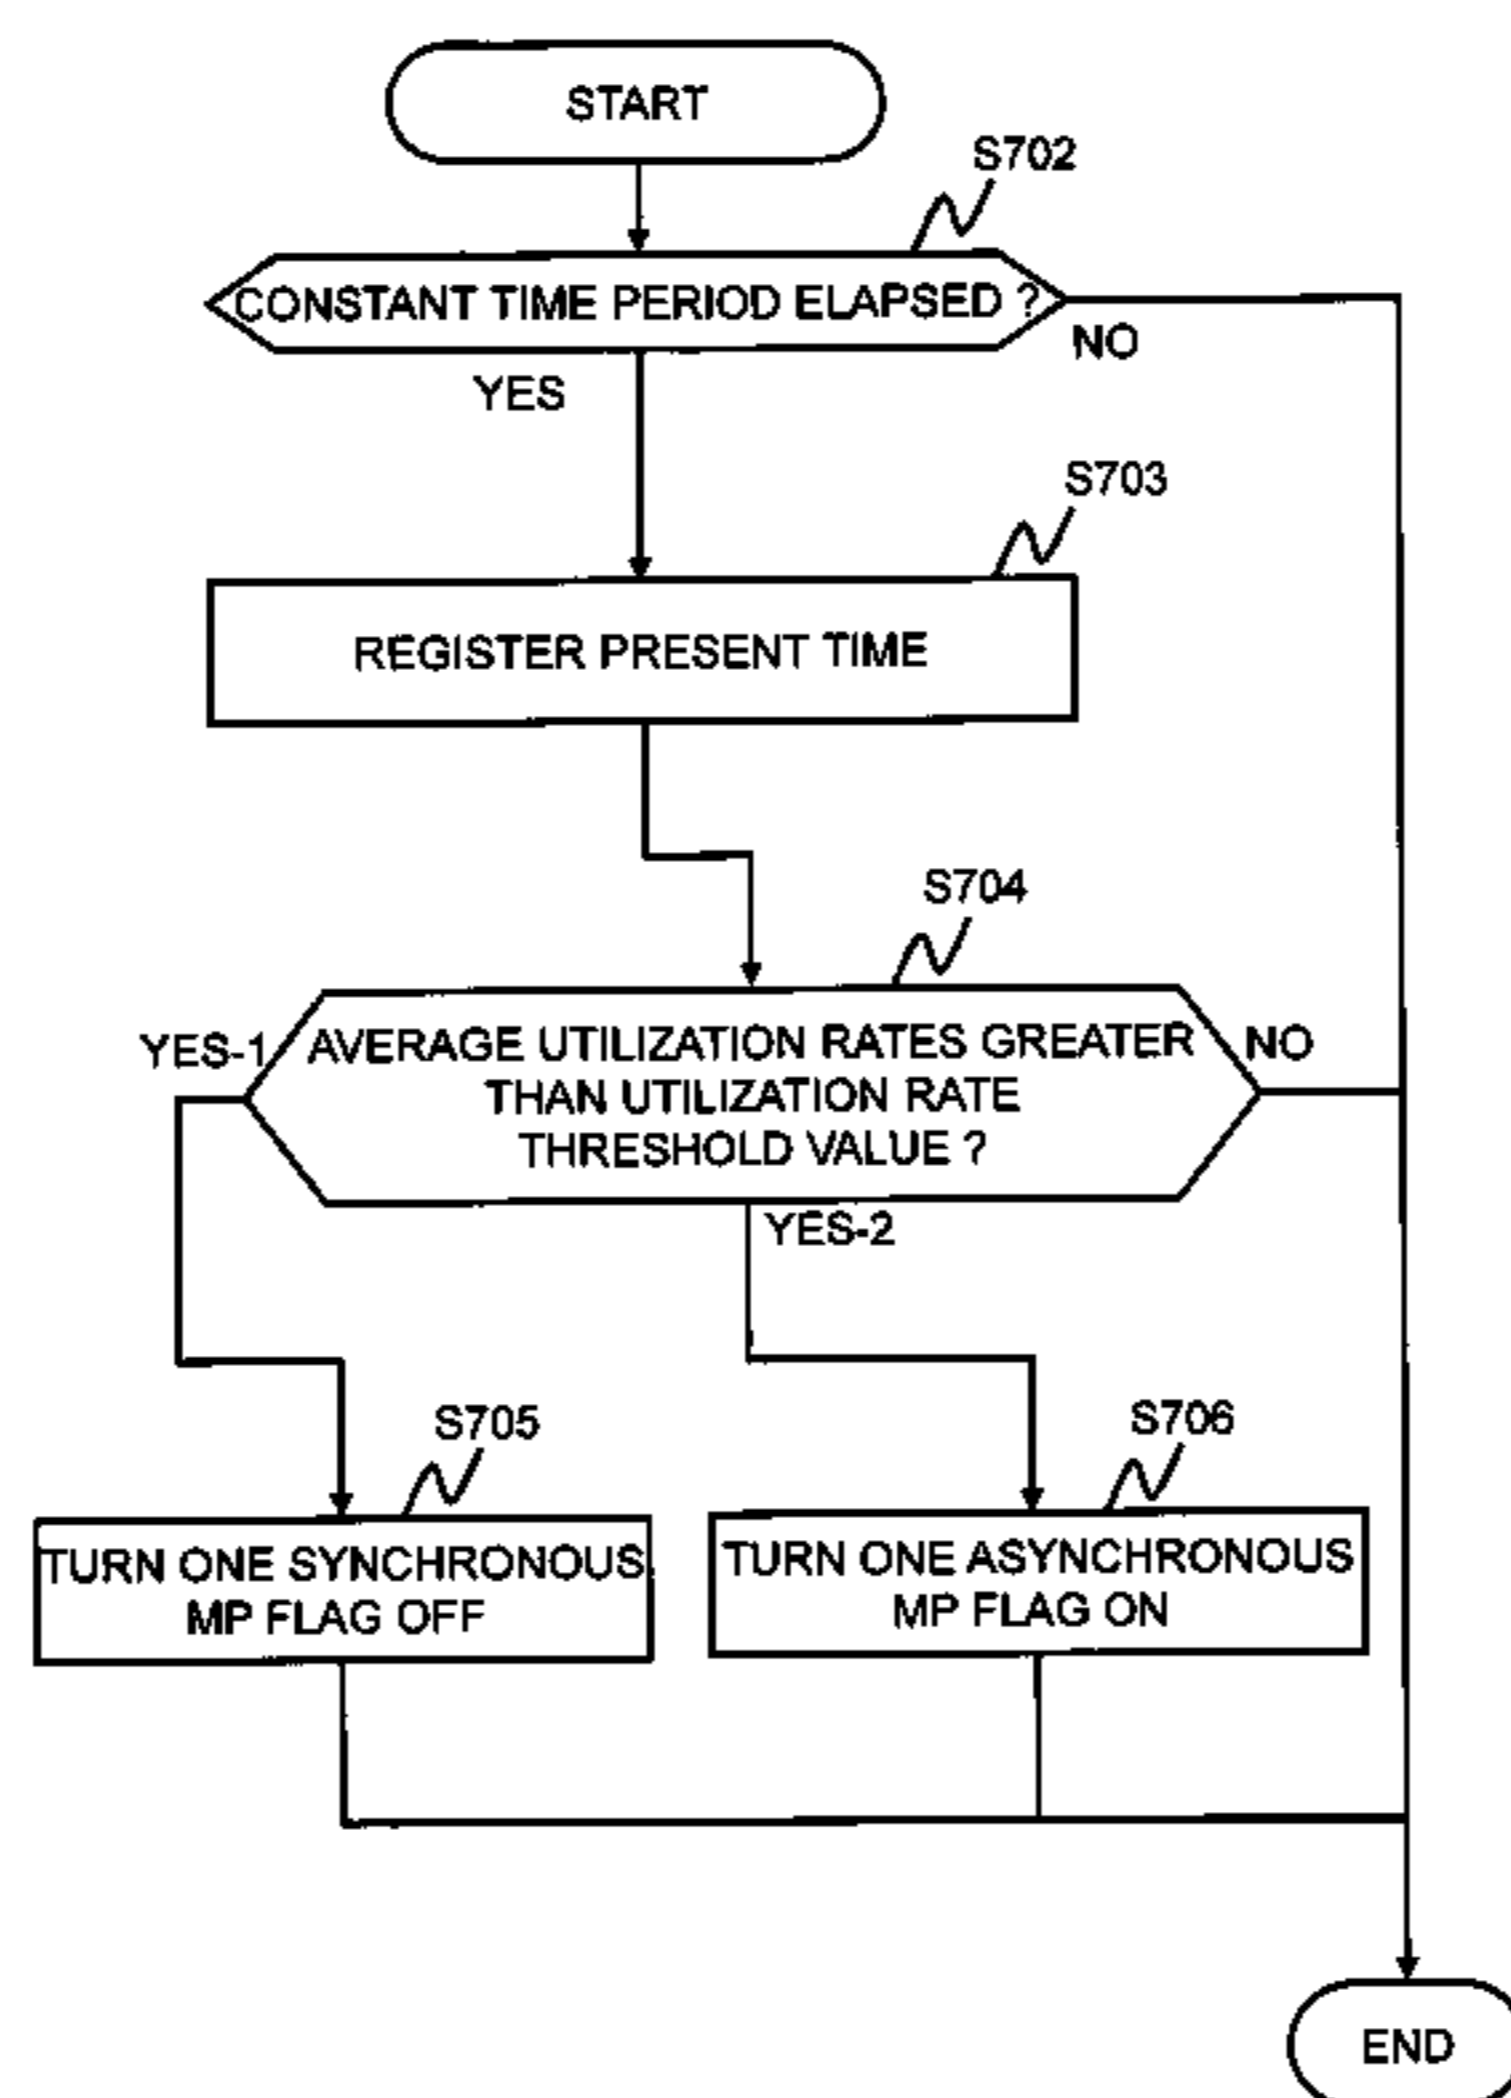 START
S702
CONSTANT TIME PERIOD ELAPSED ?
NO
YES
S703
REGISTER PRESENT TIME
S704
YES-1
AVERAGE UTILIZATION RATES GREATER
THAN UTILIZATION RATE
THRESHOLD VALUE ?
NO
YES-2
S705
S706
TURN ONE SYNCHRONOUS
MP FLAG OFF
TURN ONE ASYNCHRONOUS
MP FLAG ON
END